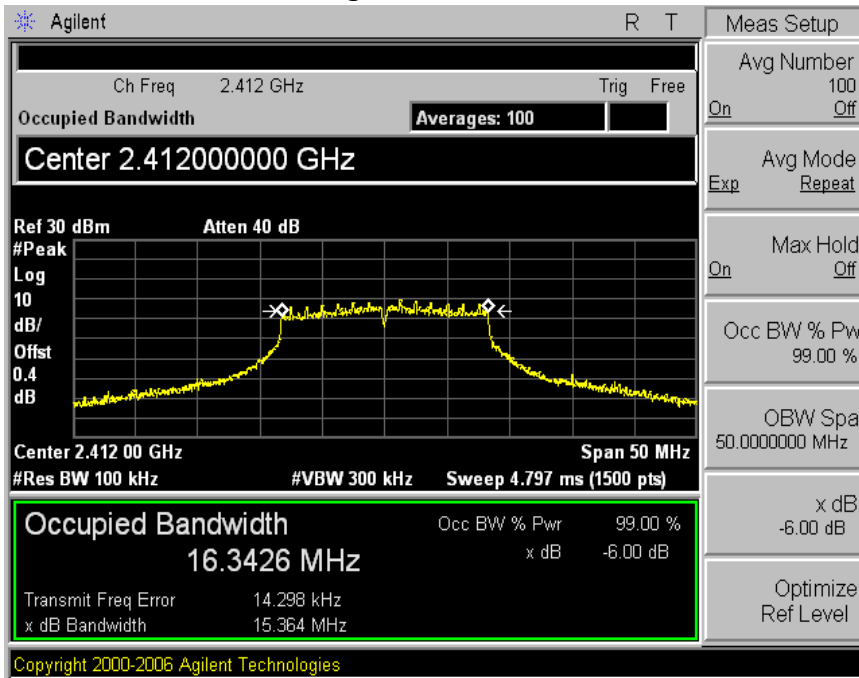 Agilent R T Meas Setup
Ch Freq 2.412 GHz Trig Free
Occupied Bandwidth Averages: 100
Center 2.412000000 GHz
Ref 30 dBm Atten 40 dB
#Peak
Log
10
dB/
Offst
0.4
dB
Center 2.412 00 GHz Span 50 MHz
#Res BW 100 kHz #VBW 300 kHz Sweep 4.797 ms (1500 pts)
Occupied Bandwidth Occ BW % Pwr 99.00 %
16.3426 MHz x dB -6.00 dB
Transmit Freq Error 14.298 kHz
x dB Bandwidth 15.364 MHz
Copyright 2000-2006 Agilent Technologies
Avg Number
100
On Off
Avg Mode
Exp Repeat
Max Hold
On Off
Occ BW % Pw
99.00 %
OBW Spa
50.0000000 MHz
x dB
-6.00 dB
Optimize
Ref Level